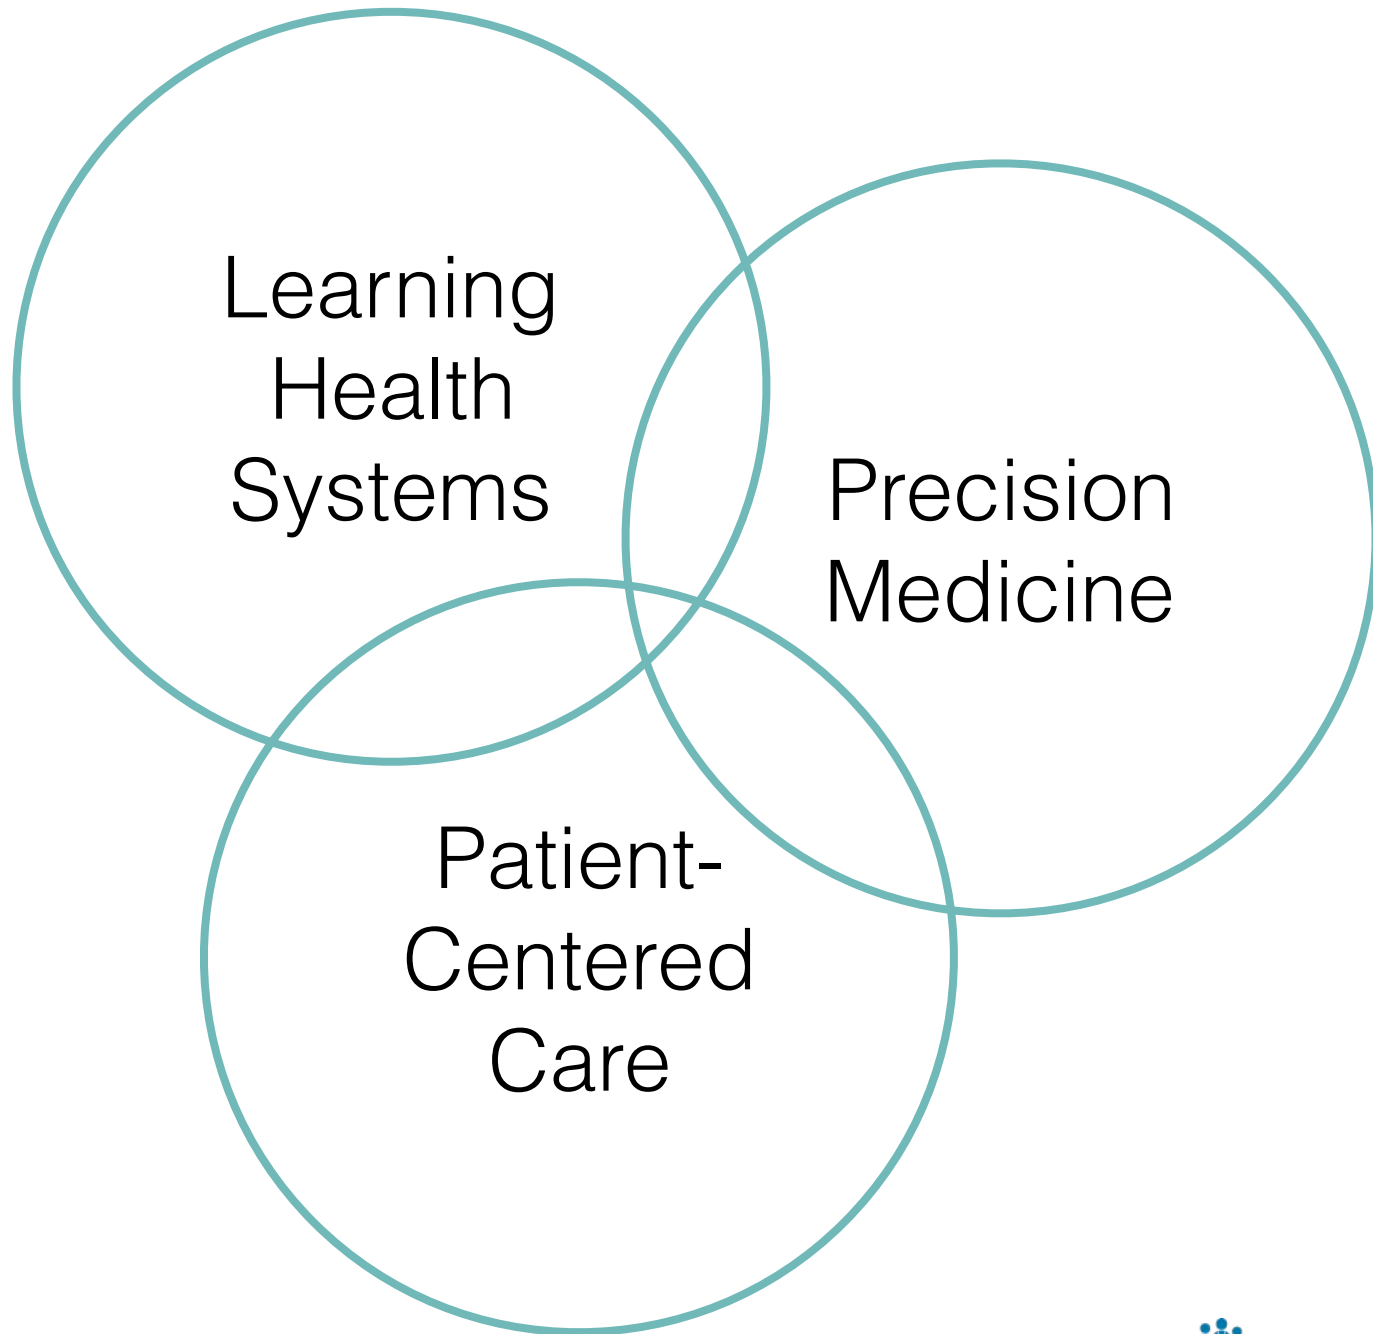 Learning
Health
Systems
Precision
Medicine
Patient-
Centered
Care